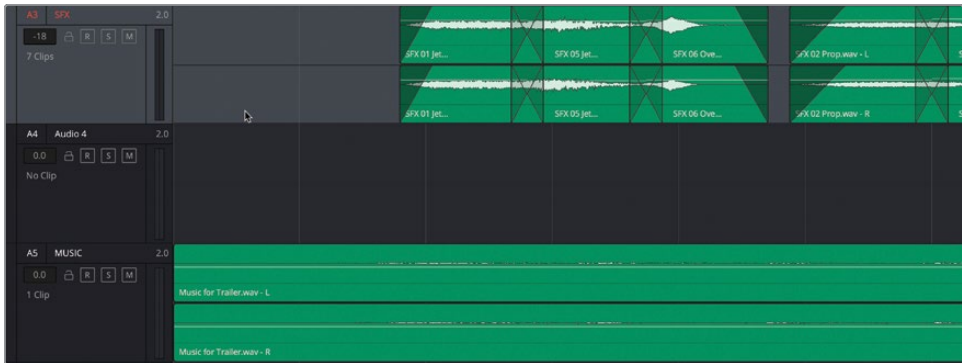 A3 SFX 2.0
-18 R S M
7 Clips
SFX 01 Jet... SFX 05 Jet... SFX 06 Ove... SFX 02 Prop.wav - L
SFX 01 Jet... SFX 05 Jet... SFX 06 Ove... SFX 02 Prop.wav - R
A4 Audio 4 2.0
0.0 R S M
No Clip
A5 MUSIC 2.0
0.0 R S M
1 Clip
Music for Trailer.wav - L
Music for Trailer.wav - R